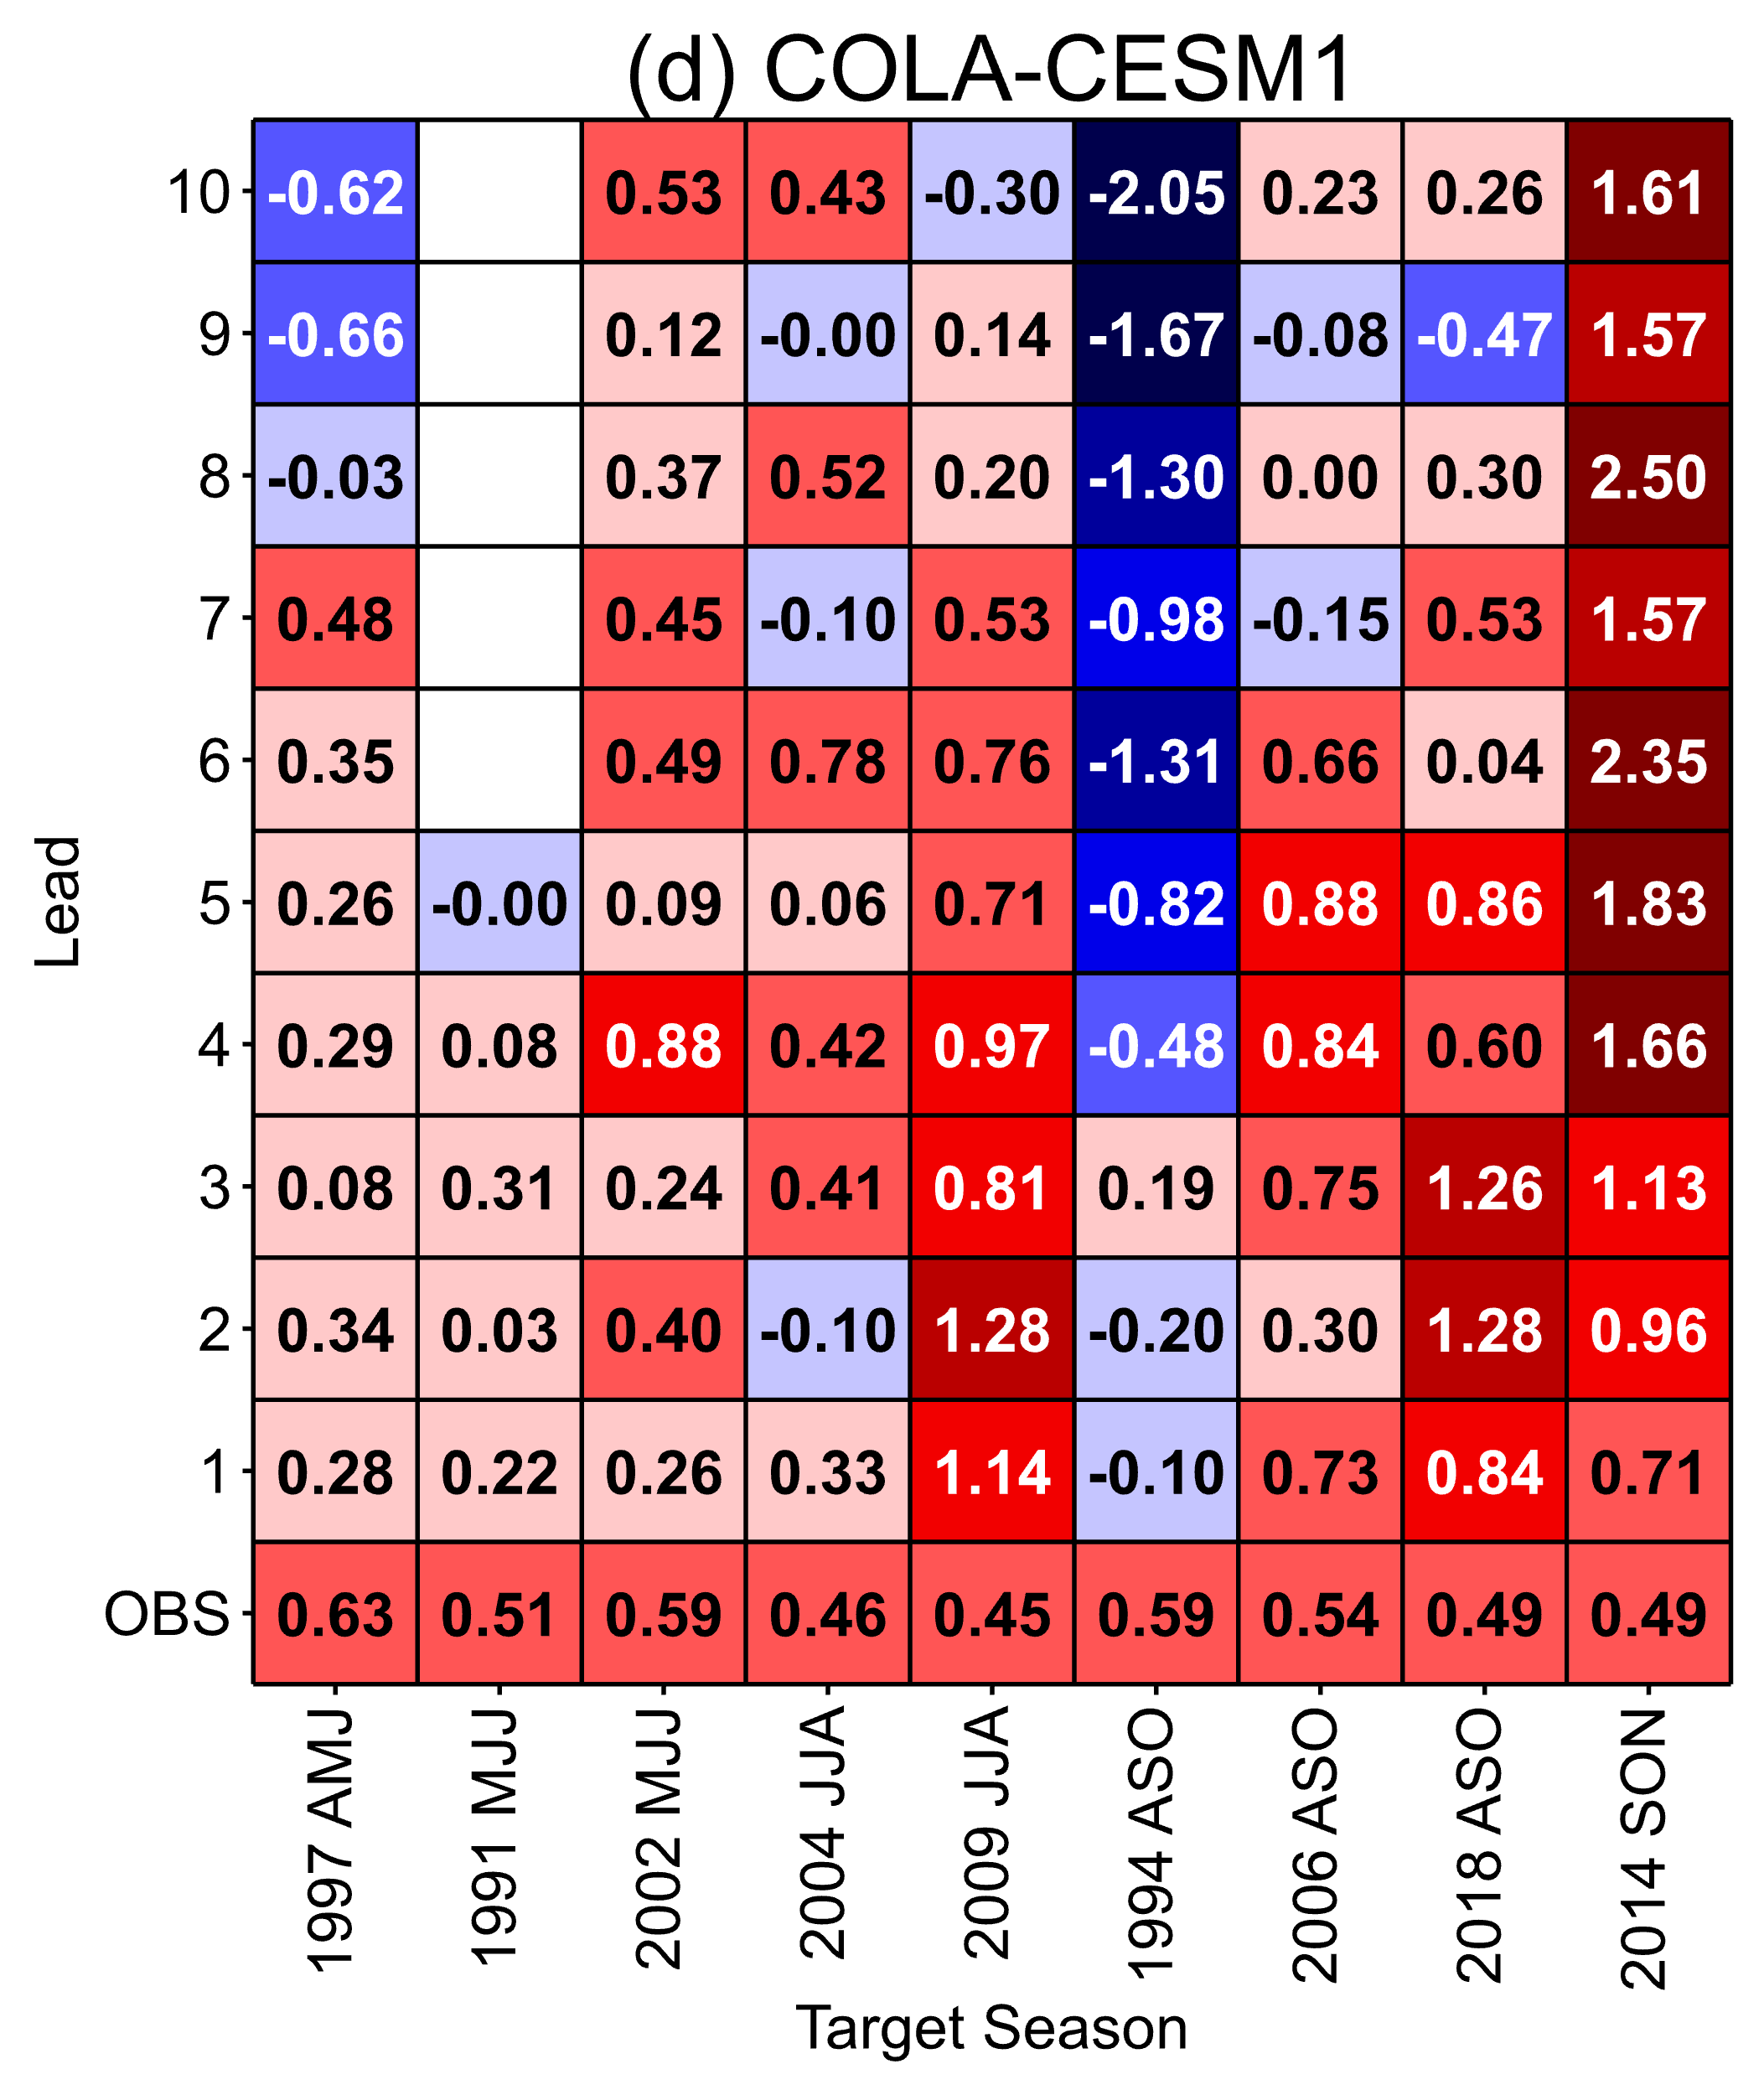 (d) COLA-CESM1
10 -0.62 0.53 0.43 -0.30 -2.05 0.23 0.26 1.61
9 -0.66 0.12 -0.00 0.14 -1.67 -0.08 -0.47 1.57
8 -0.03 0.37 0.52 0.20 -1.30 0.00 0.30 2.50
7 0.48 0.45 -0.10 0.53 -0.98 -0.15 0.53 1.57
6 0.35 0.49 0.78 0.76 -1.31 0.66 0.04 2.35
5 0.26 -0.00 0.09 0.06 0.71 -0.82 0.88 0.86 1.83
4 0.29 0.08 0.88 0.42 0.97 -0.48 0.84 0.60 1.66
3 0.08 0.31 0.24 0.41 0.81 0.19 0.75 1.26 1.13
2 0.34 0.03 0.40 -0.10 1.28 -0.20 0.30 1.28 0.96
1 0.28 0.22 0.26 0.33 1.14 -0.10 0.73 0.84 0.71
OBS 0.63 0.51 0.59 0.46 0.45 0.59 0.54 0.49 0.49
Lead
1997 AMJ
1991 MJJ
2002 MJJ
2004 JJA
2009 JJA
1994 ASO
2006 ASO
2018 ASO
2014 SON
Target Season